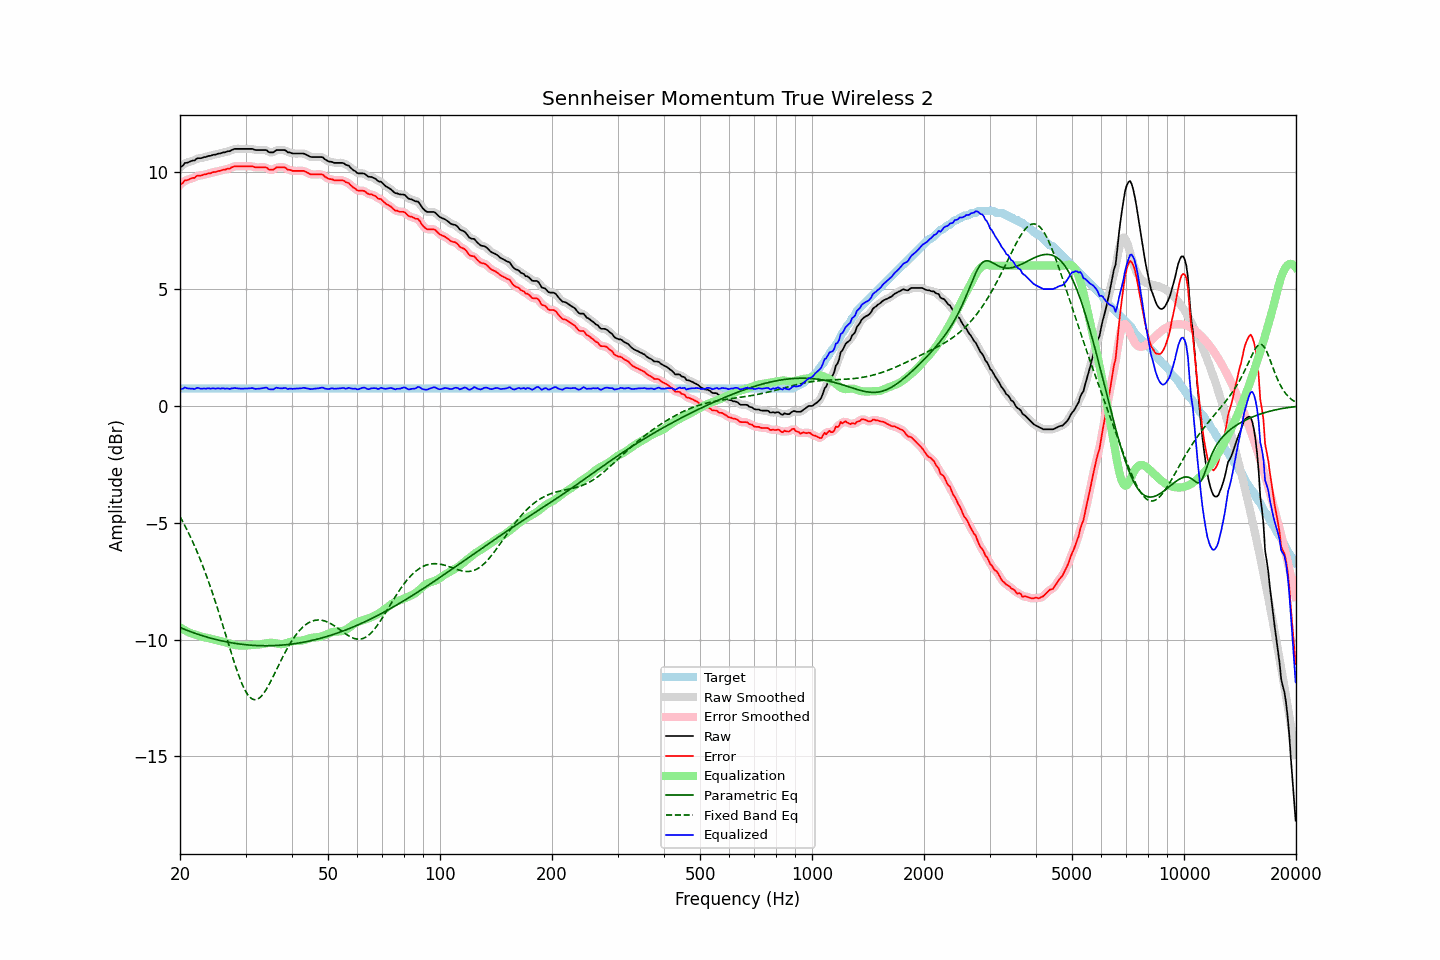 Sennheiser Momentum True Wireless 2
Amplitude (dBr)
10
5
0
−5
−10
−15
Target
Raw Smoothed
Error Smoothed
Raw
Error
Equalization
Parametric Eq
Fixed Band Eq
Equalized
20 50 100 200 500 1000 2000 5000 10000 20000
Frequency (Hz)